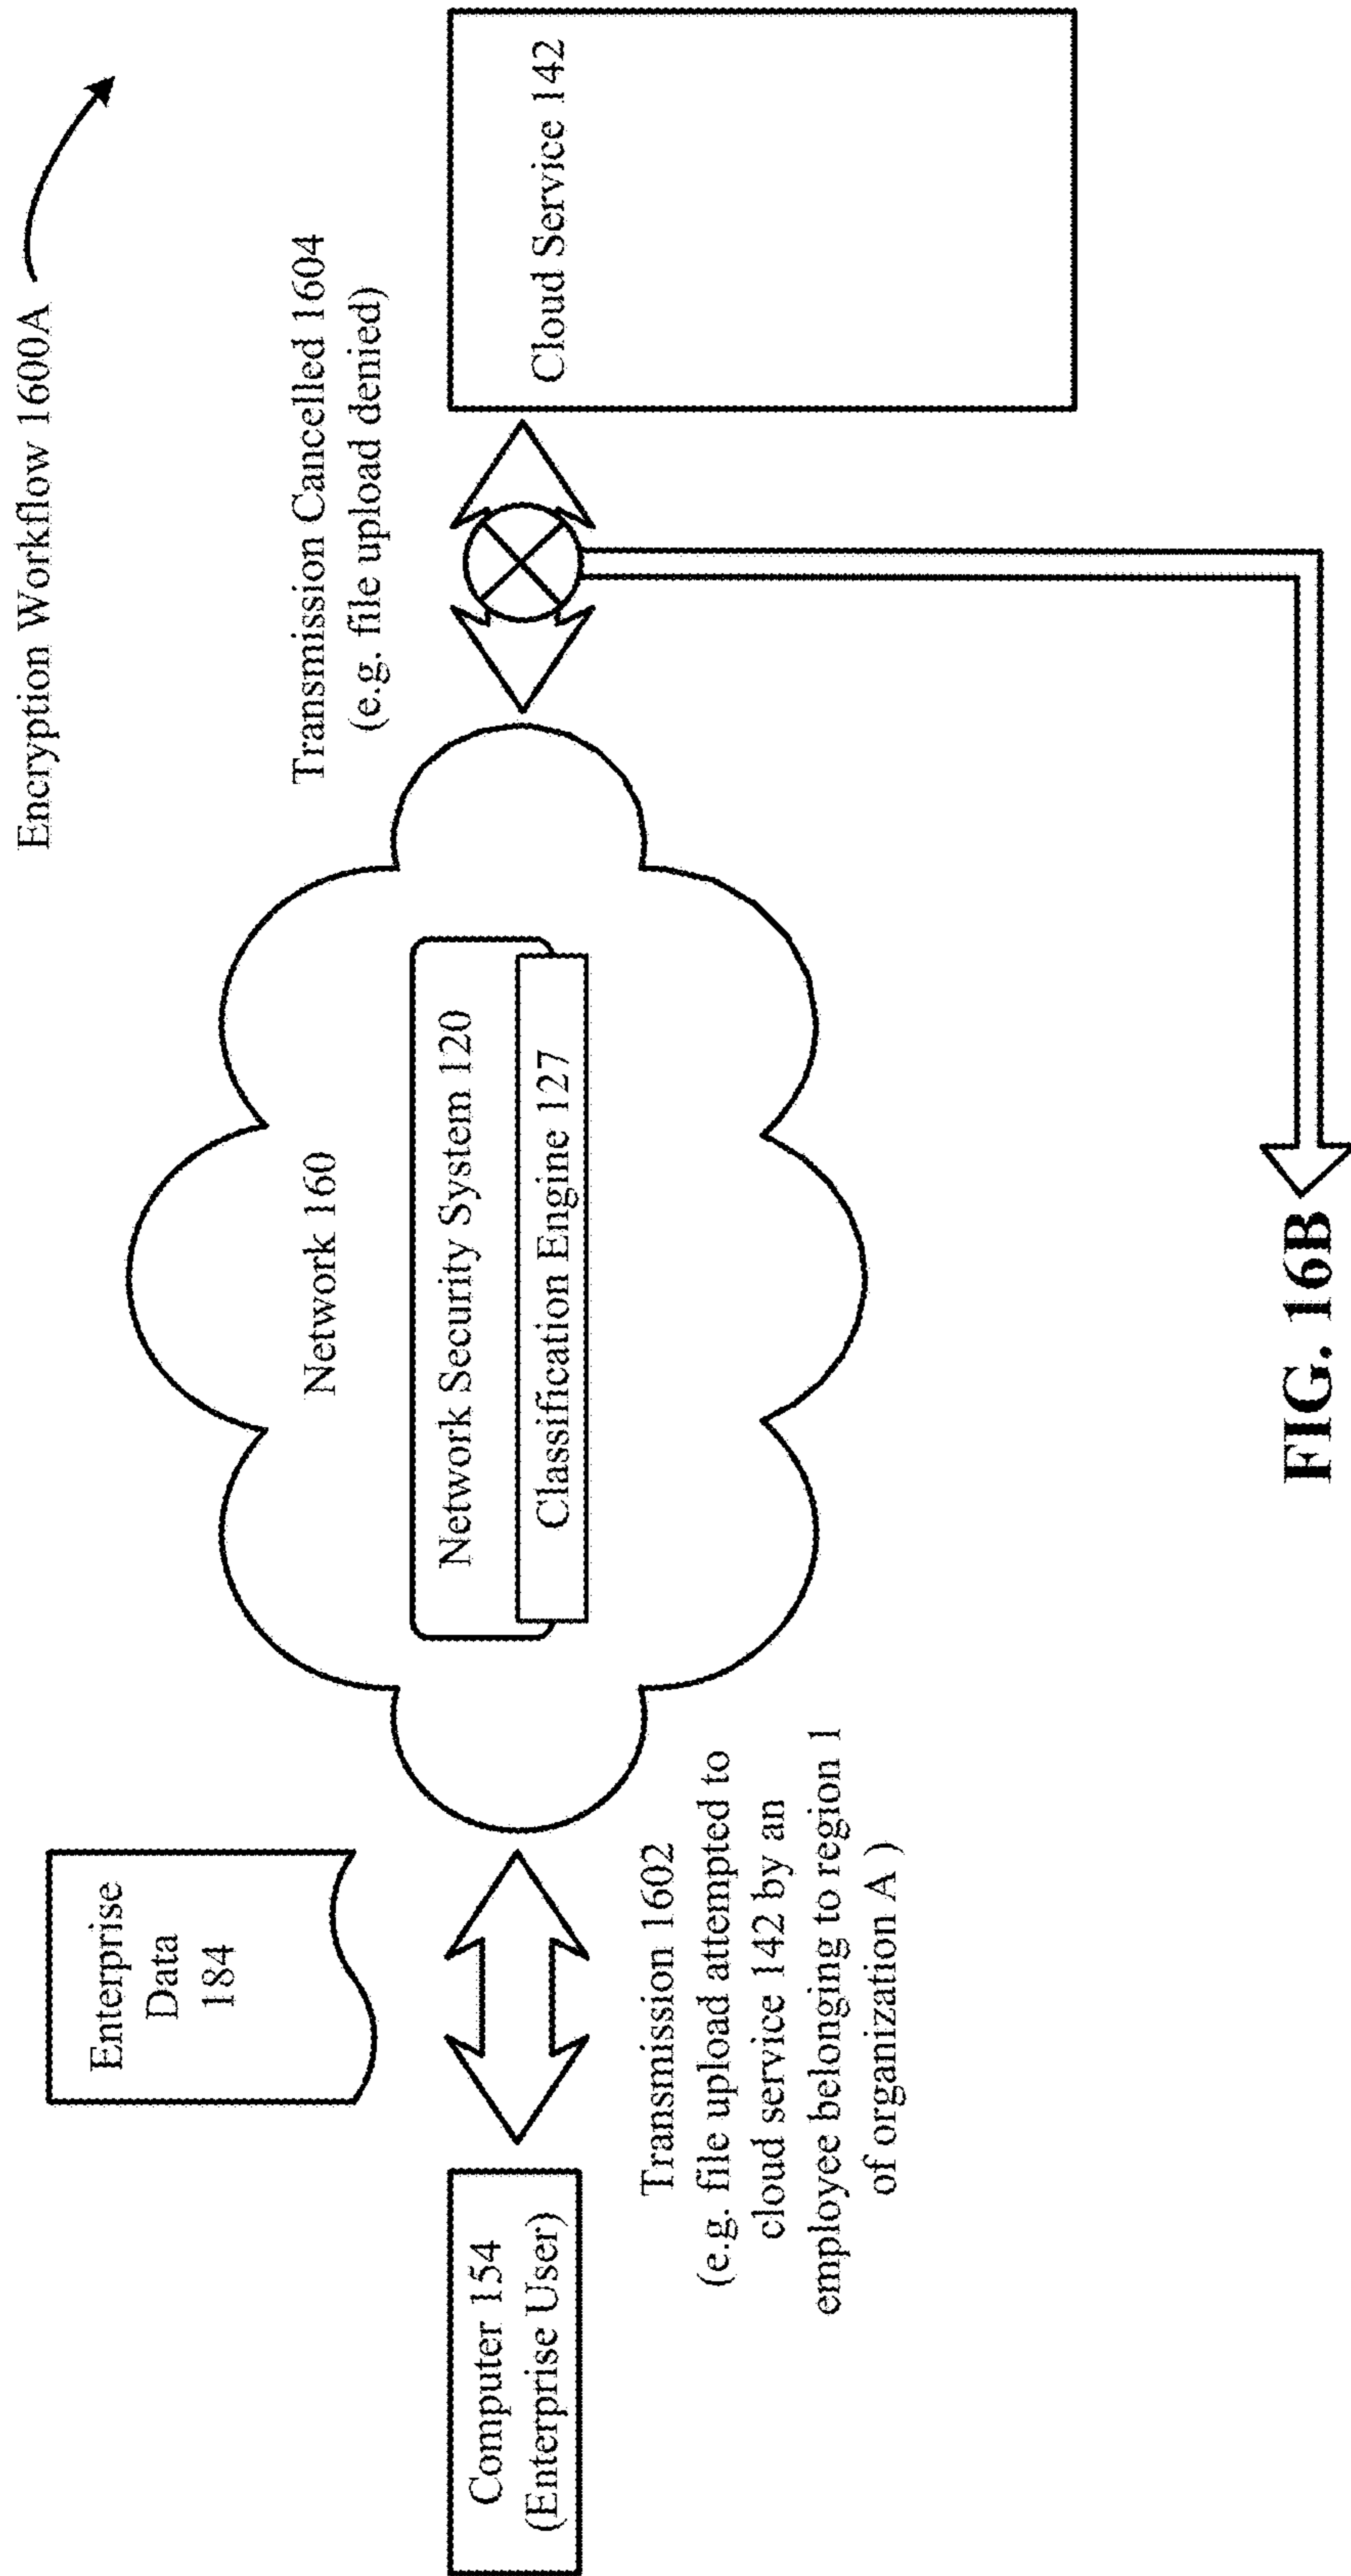 Encryption Workflow 1600A
Enterprise
Data
184
Computer 154
(Enterprise User)
Transmission 1602
(e.g. file upload attempted to
cloud service 142 by an
employee belonging to region 1
of organization A )
Network 160
Network Security System 120
Classification Engine 127
Transmission Cancelled 1604
(e.g. file upload denied)
Cloud Service 142
FIG. 16B